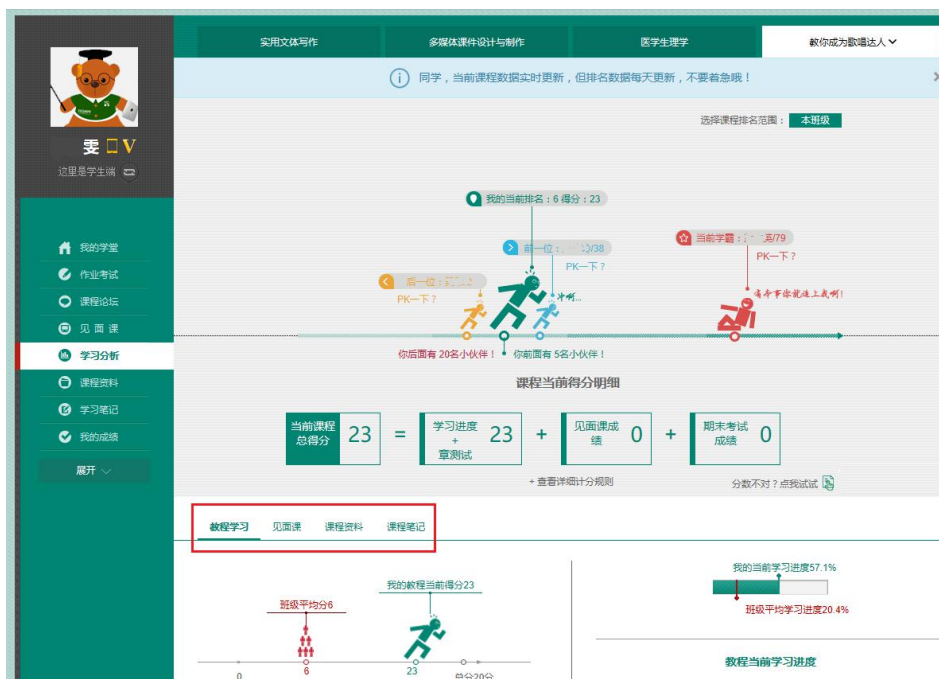 实用文体写作
多媒体课件设计与制作
医学生理学
教你成为歌唱达人
同学，当前课程数据实时更新，但排名数据每天更新，不要着急哦！
雯 V
这里是学生端
选择课程排名范围： 本班级
我的当前排名：6 得分：23
前一位： /38
PK一下？
当前学霸： /79
PK一下？
后一位：
PK一下？
冲啊...
有本事你就追上我啊!
你后面有 20名小伙伴！
你前面有 5名小伙伴！
我的学堂
作业考试
课程论坛
见 面 课
学习分析
课程资料
学习笔记
我的成绩
展开
课程当前得分明细
当前课程总得分 23 = 学习进度 + 章测试 23 + 见面课成绩 0 + 期末考试成绩 0
+ 查看详细计分规则
分数不对？点我试试
教程学习 见面课 课程资料 课程笔记
我的教程当前得分23
班级平均分6
0 6 23 总分20分
我的当前学习进度57.1%
班级平均学习进度20.4%
教程当前学习进度